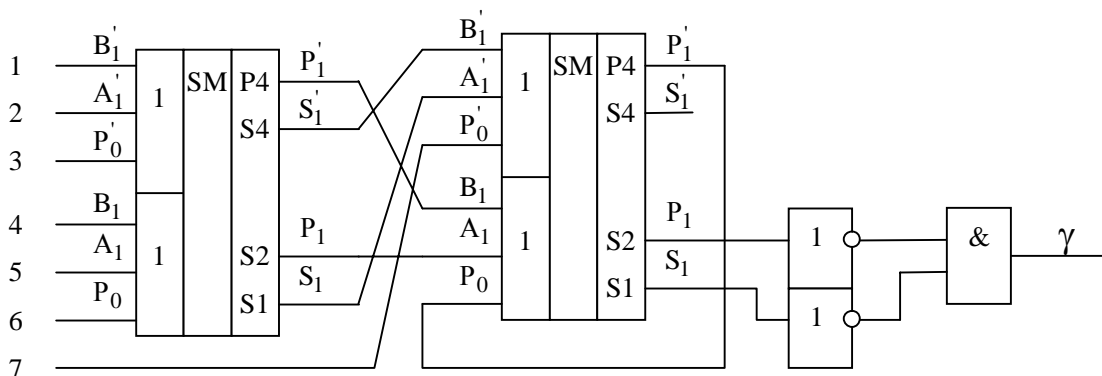 1
2
3
4
5
6
7
B₁'
A₁'
P₀'
B₁
A₁
P₀
1
1
SM
P4
S4
S2
S1
P₁'
S₁'
P₁
S₁
B₁'
A₁'
P₀'
B₁
A₁
P₀
1
1
SM
P4
S4
S2
S1
P₁'
S₁'
P₁
S₁
1
1
&
γ